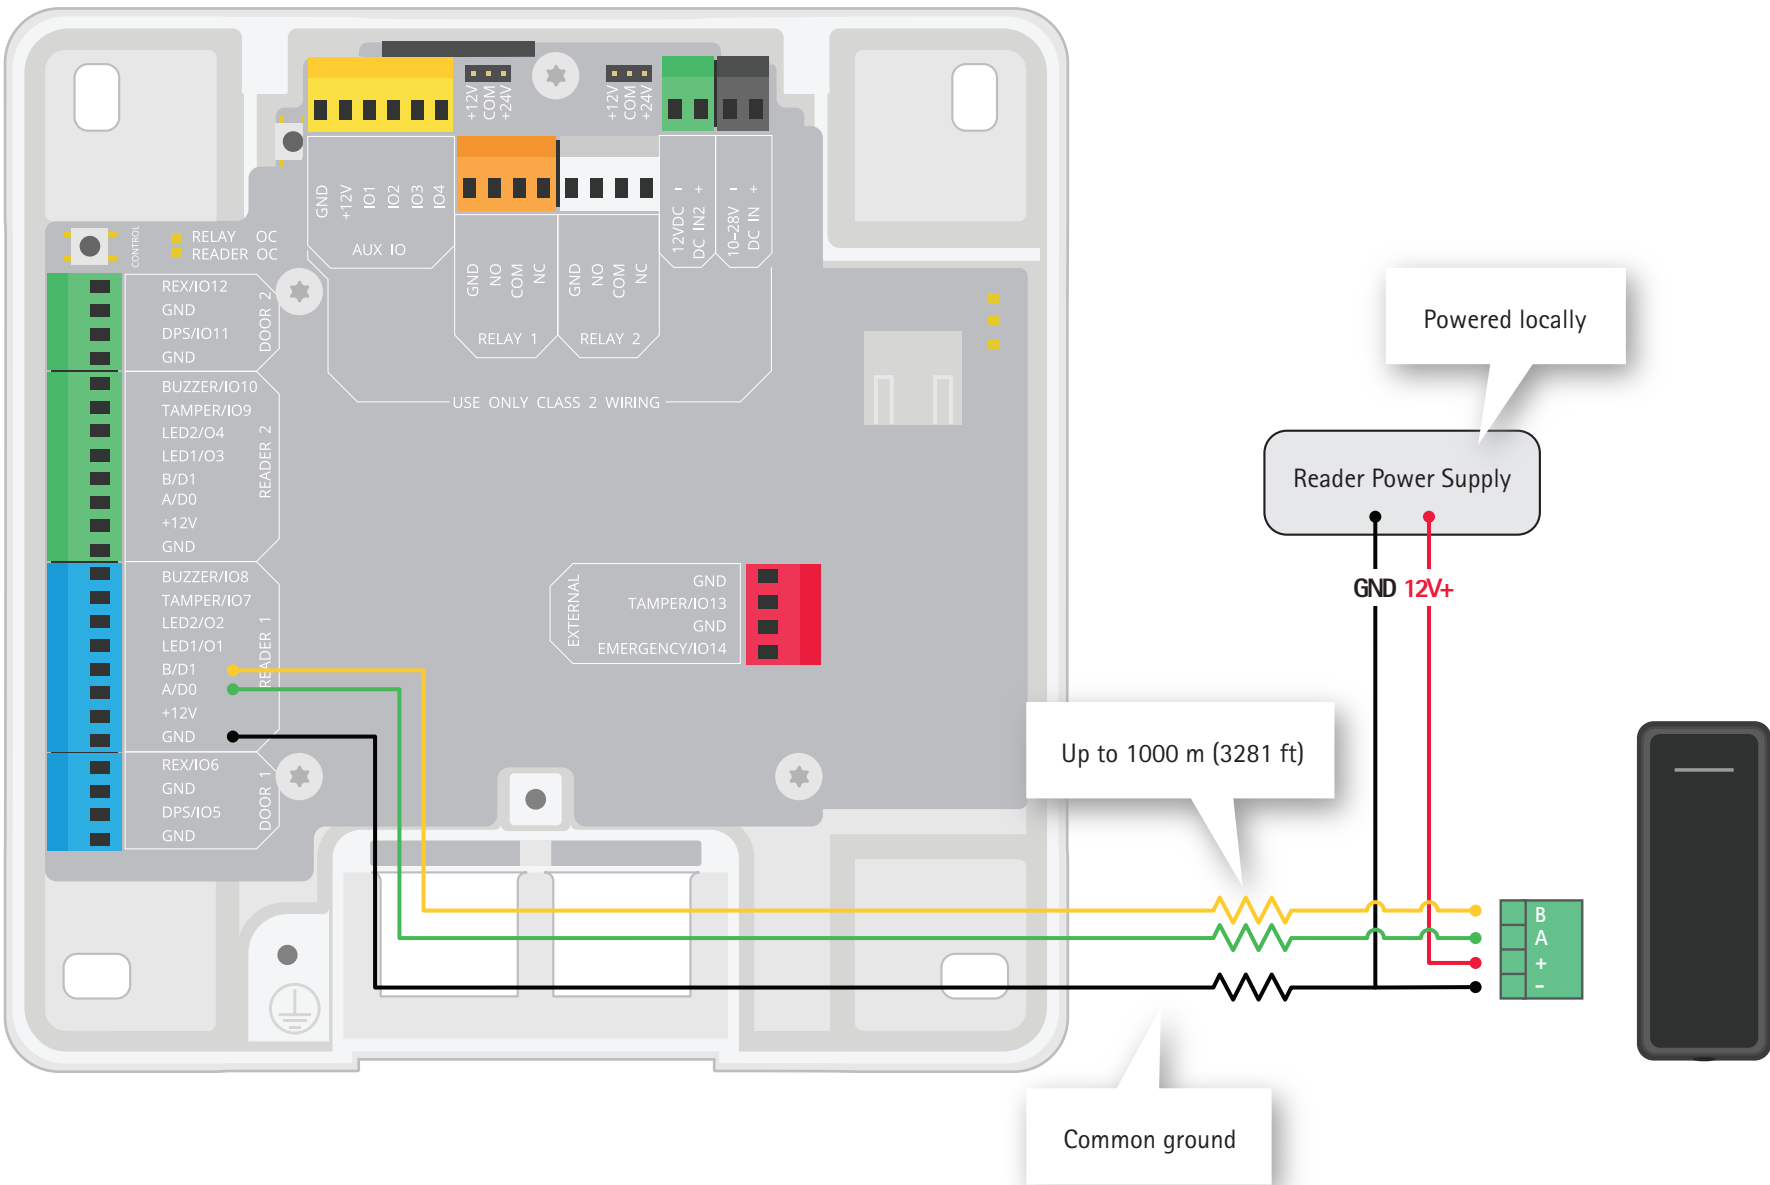 +12V
COM
+24V
+12V
COM
+24V
GND
+12V
IO1
IO2
IO3
IO4
AUX IO
GND
NO
COM
NC
RELAY 1
GND
NO
COM
NC
RELAY 2
12VDC -
DC IN2 +
10–28V -
DC IN +
USE ONLY CLASS 2 WIRING
CONTROL
RELAY OC
READER OC
REX/IO12
GND
DPS/IO11
GND
DOOR 2
BUZZER/IO10
TAMPER/IO9
LED2/O4
LED1/O3
B/D1
A/D0
+12V
GND
READER 2
BUZZER/IO8
TAMPER/IO7
LED2/O2
LED1/O1
B/D1
A/D0
+12V
GND
READER 1
REX/IO6
GND
DPS/IO5
GND
DOOR 1
EXTERNAL
GND
TAMPER/IO13
GND
EMERGENCY/IO14
Powered locally
Reader Power Supply
GND 12V+
Up to 1000 m (3281 ft)
B
A
+
-
Common ground